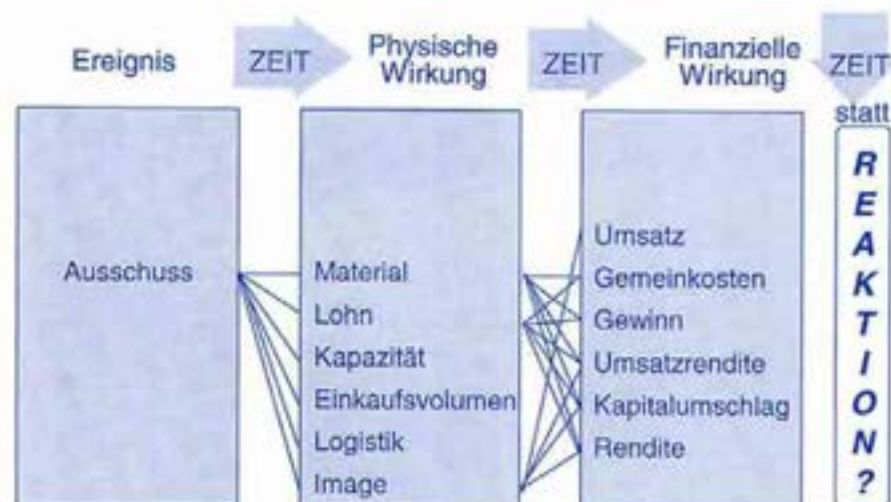 Ereignis
ZEIT
Physische
Wirkung
ZEIT
Finanzielle
Wirkung
ZEIT
statt
Ausschuss
Material
Lohn
Kapazität
Einkaufsvolumen
Logistik
Image
Umsatz
Gemeinkosten
Gewinn
Umsatzrendite
Kapitalumschlag
Rendite
REAKTION?